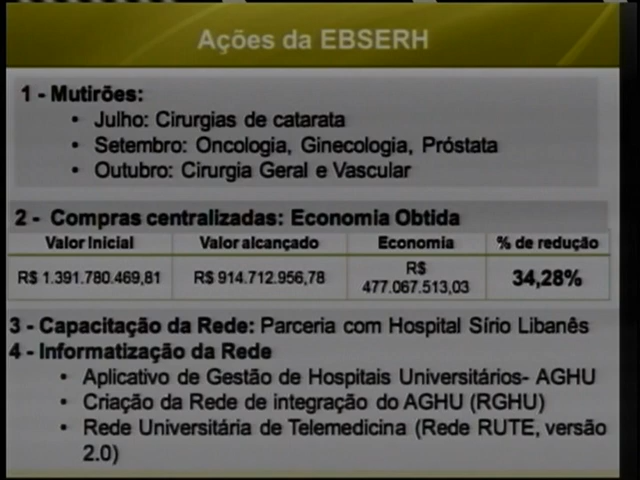 Ações da EBSERH
1 - Mutirões:
• Julho: Cirurgias de catarata
• Setembro: Oncologia, Ginecologia, Próstata
• Outubro: Cirurgia Geral e Vascular
2 - Compras centralizadas: Economia Obtida
Valor Inicial Valor alcançado Economia % de redução
R$ 1.391.780.469,81 R$ 914.712.956,78 R$ 477.067.513,03 34,28%
3 - Capacitação da Rede: Parceria com Hospital Sírio Libanês
4 - Informatização da Rede
• Aplicativo de Gestão de Hospitais Universitários- AGHU
• Criação da Rede de integração do AGHU (RGHU)
• Rede Universitária de Telemedicina (Rede RUTE, versão
2.0)